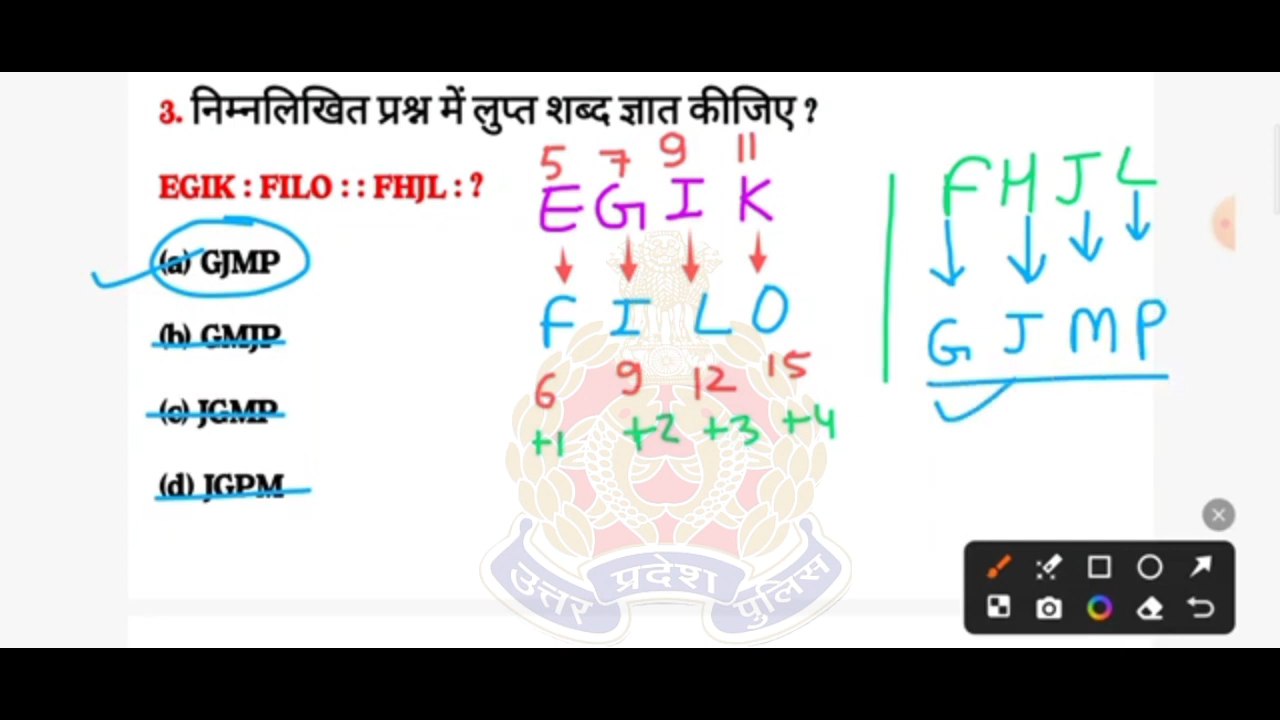 3. निम्नलिखित प्रश्न में लुप्त शब्द ज्ञात कीजिए ?
EGIK : FILO : : FHJL : ?
(a) GJMP
(b) GMJP
(c) JGMP
(d) JGPM
5 7 9 11
E G I K
F I L O
6 9 12 15
+1 +2 +3 +4
F H J L
G J M P
उत्तर प्रदेश पुलिस